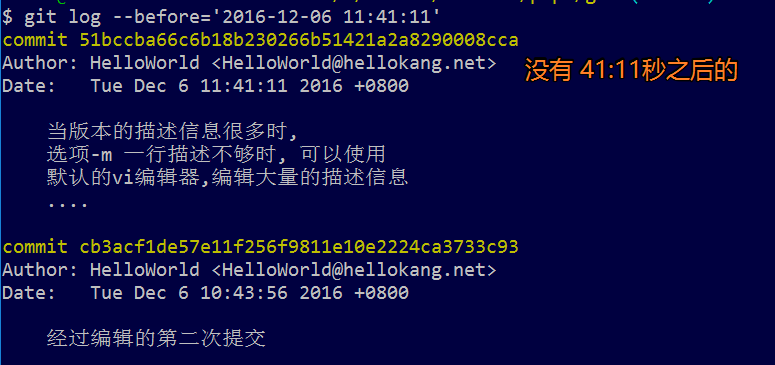 $ git log --before='2016-12-06 11:41:11'
commit 51bccba66c6b18b230266b51421a2a8290008cca
Author: HelloWorld <HelloWorld@hellokang.net>
没有 41:11秒之后的
Date:   Tue Dec 6 11:41:11 2016 +0800
当版本的描述信息很多时,
选项-m 一行描述不够时, 可以使用
默认的vi编辑器,编辑大量的描述信息
....
commit cb3acf1de57e11f256f9811e10e2224ca3733c93
Author: HelloWorld <HelloWorld@hellokang.net>
Date:   Tue Dec 6 10:43:56 2016 +0800
经过编辑的第二次提交